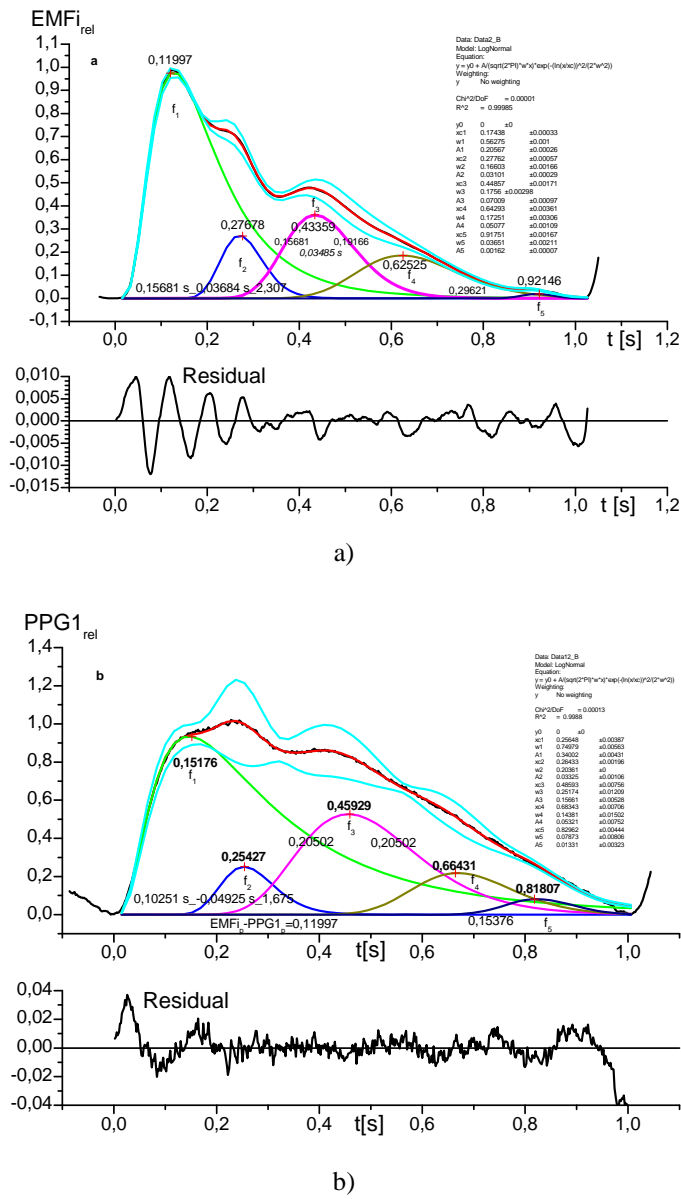 EMFi rel
1,1
1,0
0,9
0,8
0,7
0,6
0,5
0,4
0,3
0,2
0,1
0,0
-0,1
a
0,11997
f1
0,27678
f2
f3
0,43359
0,15681
0,19166
0,03485 s
0,62525
f4
0,29621
0,92146
f5
0,15681 s_0,03684 s_2,307
Data: Data2_B
Model: LogNormal
Equation:
y = y0 + A/(sqrt(2*PI)*w*x)*exp(-(ln(x/xc))^2/(2*w^2))
Weighting:
y No weighting
Chi^2/DoF = 0.00001
R^2 = 0.99985
y0 0 ±0
xc1 0.17438 ±0.00033
w1 0.56275 ±0.001
A1 0.20567 ±0.00026
xc2 0.27762 ±0.00057
w2 0.16603 ±0.00166
A2 0.03101 ±0.00029
xc3 0.44857 ±0.00171
w3 0.1756 ±0.00298
A3 0.07009 ±0.00097
xc4 0.64293 ±0.00361
w4 0.17251 ±0.00306
A4 0.05077 ±0.00109
xc5 0.91751 ±0.00167
w5 0.03651 ±0.00211
A5 0.00162 ±0.00007
0,0 0,2 0,4 0,6 0,8 1,0 1,2
t [s]
0,010
0,005
0,000
-0,005
-0,010
-0,015
Residual
0,0 0,2 0,4 0,6 0,8 1,0 1,2
t [s]
a)
PPG1 rel
1,4
1,2
1,0
0,8
0,6
0,4
0,2
0,0
b
0,15176
f1
0,25427
f2
0,45929
f3
0,20502
0,20502
0,66431
f4
0,81807
f5
0,10251 s_-0,04925 s_1,675
EMFip-PPG1p=0,11997
0,15376
Data: Data12_B
Model: LogNormal
Equation:
y = y0 + A/(sqrt(2*PI)*w*x)*exp(-(ln(x/xc))^2/(2*w^2))
Weighting:
y No weighting
Chi^2/DoF = 0.00013
R^2 = 0.9988
y0 0 ±0
xc1 0.25648 ±0.00387
w1 0.74979 ±0.00563
A1 0.34002 ±0.00431
xc2 0.26433 ±0.00196
w2 0.20361 ±0
A2 0.03325 ±0.00106
xc3 0.48593 ±0.00756
w3 0.25174 ±0.01209
A3 0.15661 ±0.00528
xc4 0.68343 ±0.00706
w4 0.14381 ±0.01502
A4 0.05321 ±0.00752
xc5 0.82962 ±0.00444
w5 0.07873 ±0.00806
A5 0.01331 ±0.00323
0,0 0,2 0,4 0,6 0,8 1,0
t[s]
0,04
0,02
0,00
-0,02
-0,04
Residual
0,0 0,2 0,4 0,6 0,8 1,0
t[s]
b)